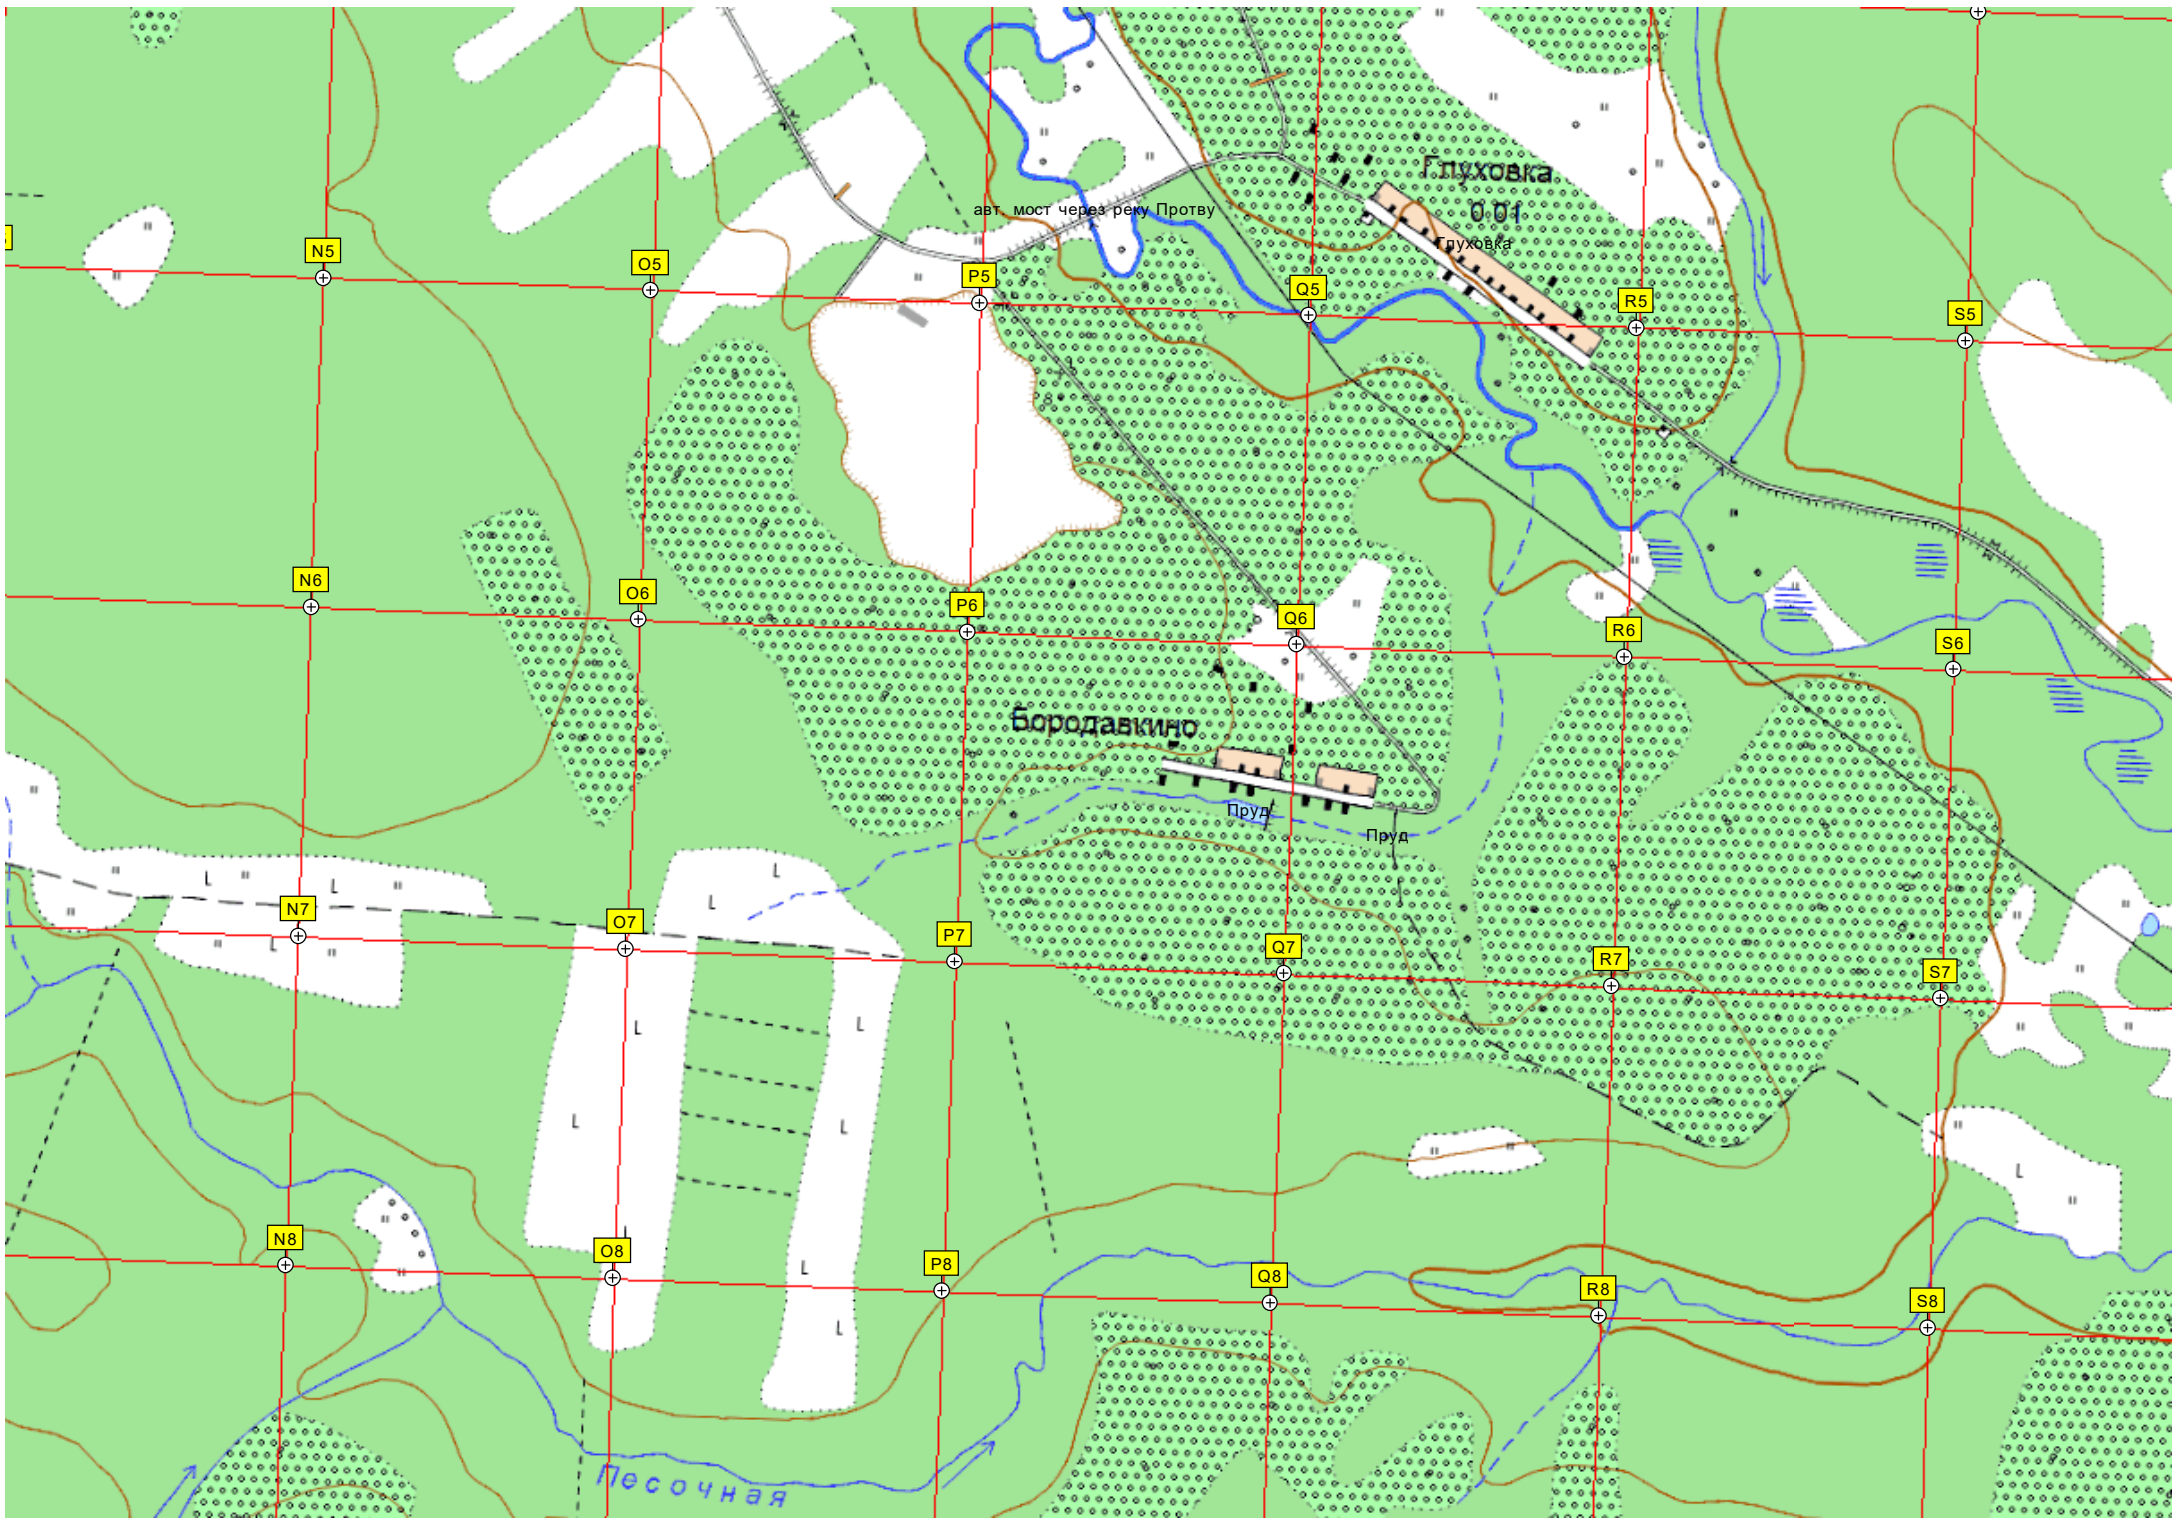 Глуховка
0.01
авт. мост через реку Протву
Глуховка
N5
O5
P5
Q5
R5
S5
N6
O6
P6
Q6
R6
S6
Бородавкино
Пруд
Пруд
N7
O7
P7
Q7
R7
S7
N8
O8
P8
Q8
R8
S8
Песочная